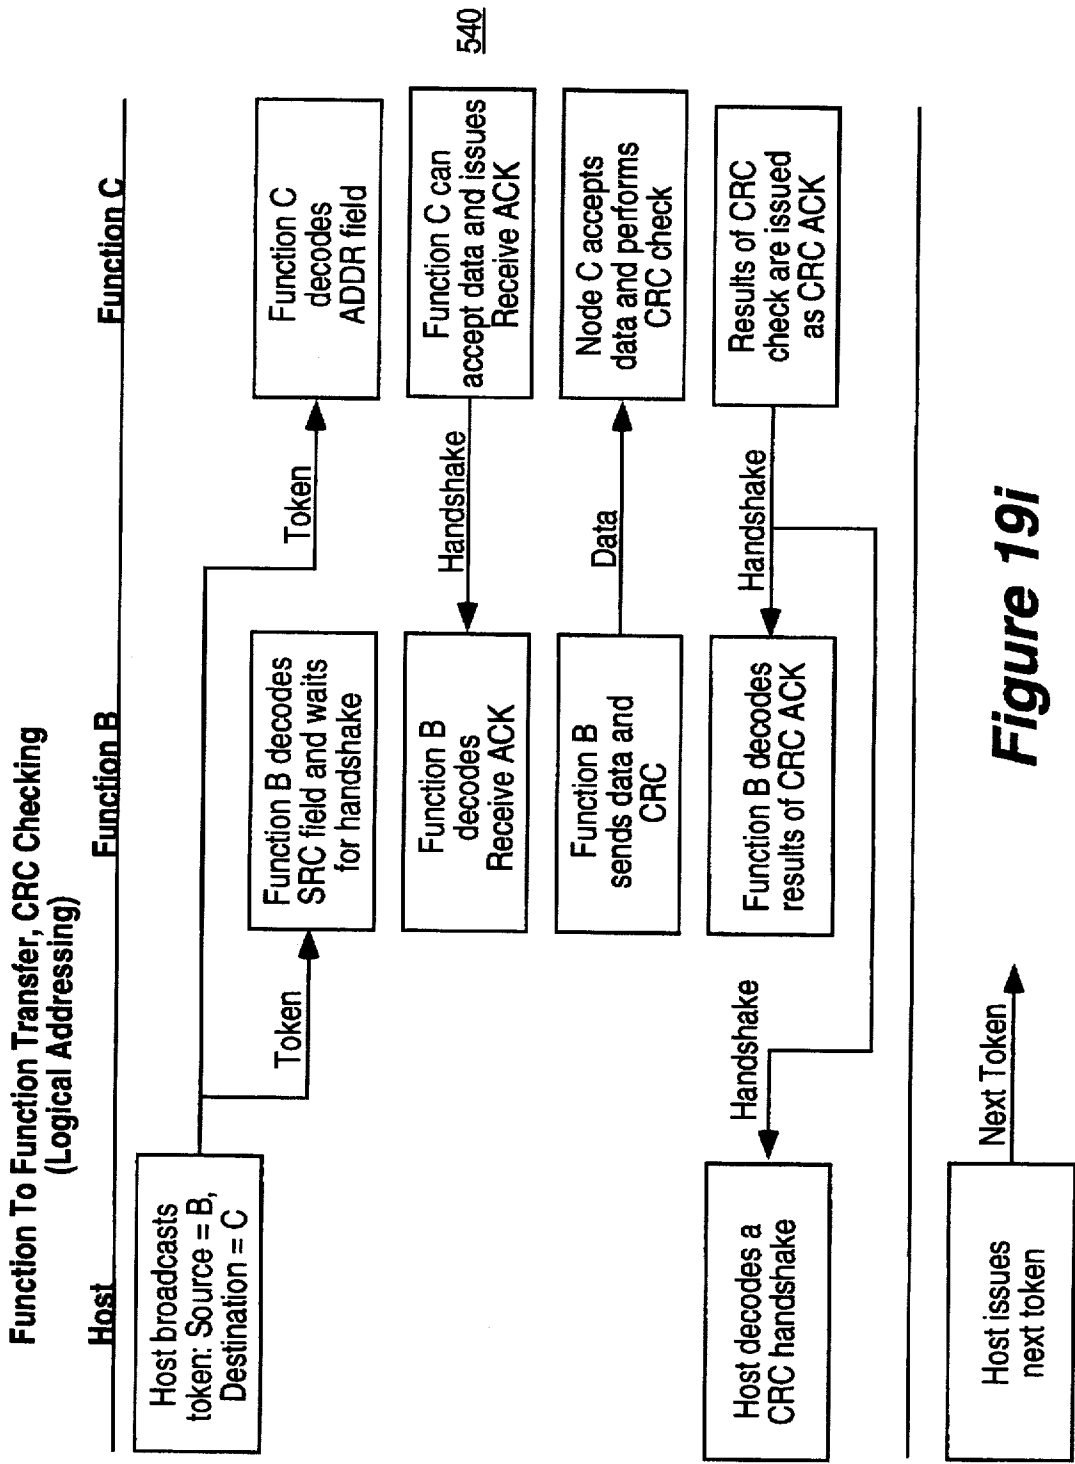 Function To Function Transfer, CRC Checking
(Logical Addressing)
Host
Function B
Function C
Host broadcasts
token: Source = B,
Destination = C
Token
Token
Function B decodes
SRC field and waits
for handshake
Function C
decodes
ADDR field
Function B
decodes
Receive ACK
Handshake
Function C can
accept data and issues
Receive ACK
540
Function B
sends data and
CRC
Data
Node C accepts
data and performs
CRC check
Host decodes a
CRC handshake
Handshake
Function B decodes
results of CRC ACK
Handshake
Results of CRC
check are issued
as CRC ACK
Host issues
next token
Next Token
Figure 19i